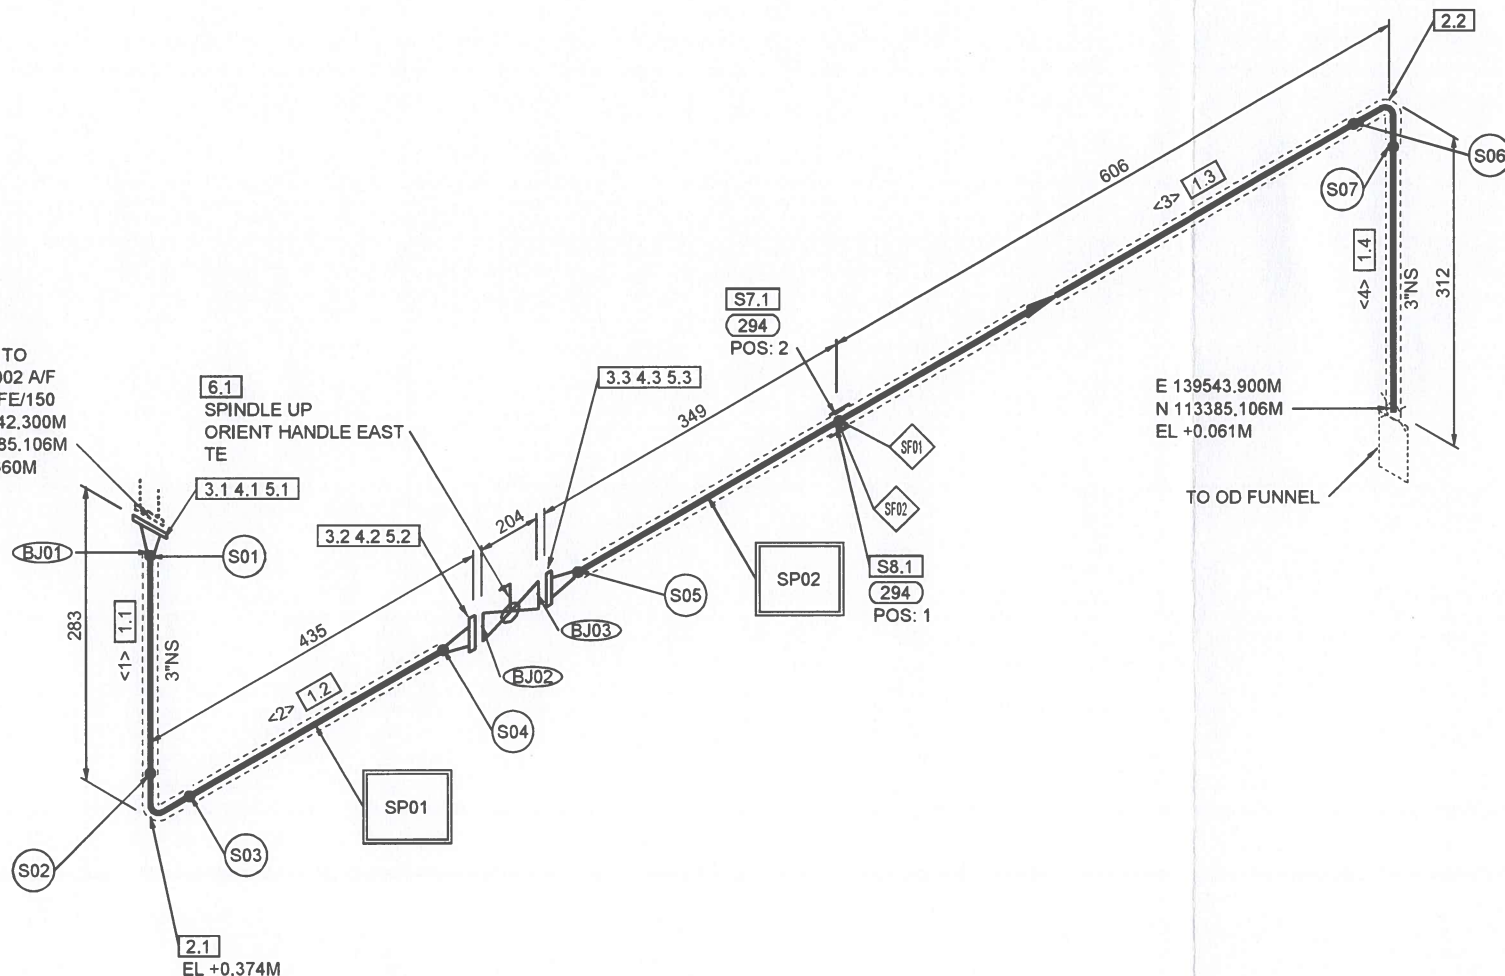 2.2
606
S06
S07
<3> 1.3
<4> 1.4
3"NS
312
S7.1
294
POS: 2
TO
002 A/F
FE/150
42.300M
85.106M
60M
6.1
SPINDLE UP
ORIENT HANDLE EAST
TE
3.3 4.3 5.3
349
E 139543.900M
N 113385.106M
EL +0.061M
SF01
TO OD FUNNEL
3.1 4.1 5.1
SF02
204
3.2 4.2 5.2
BJ01
S01
S8.1
294
POS: 1
SP02
S05
283
<1> 1.1
3"NS
435
BJ03
BJ02
<2> 1.2
S04
SP01
S03
S02
2.1
EL +0.374M